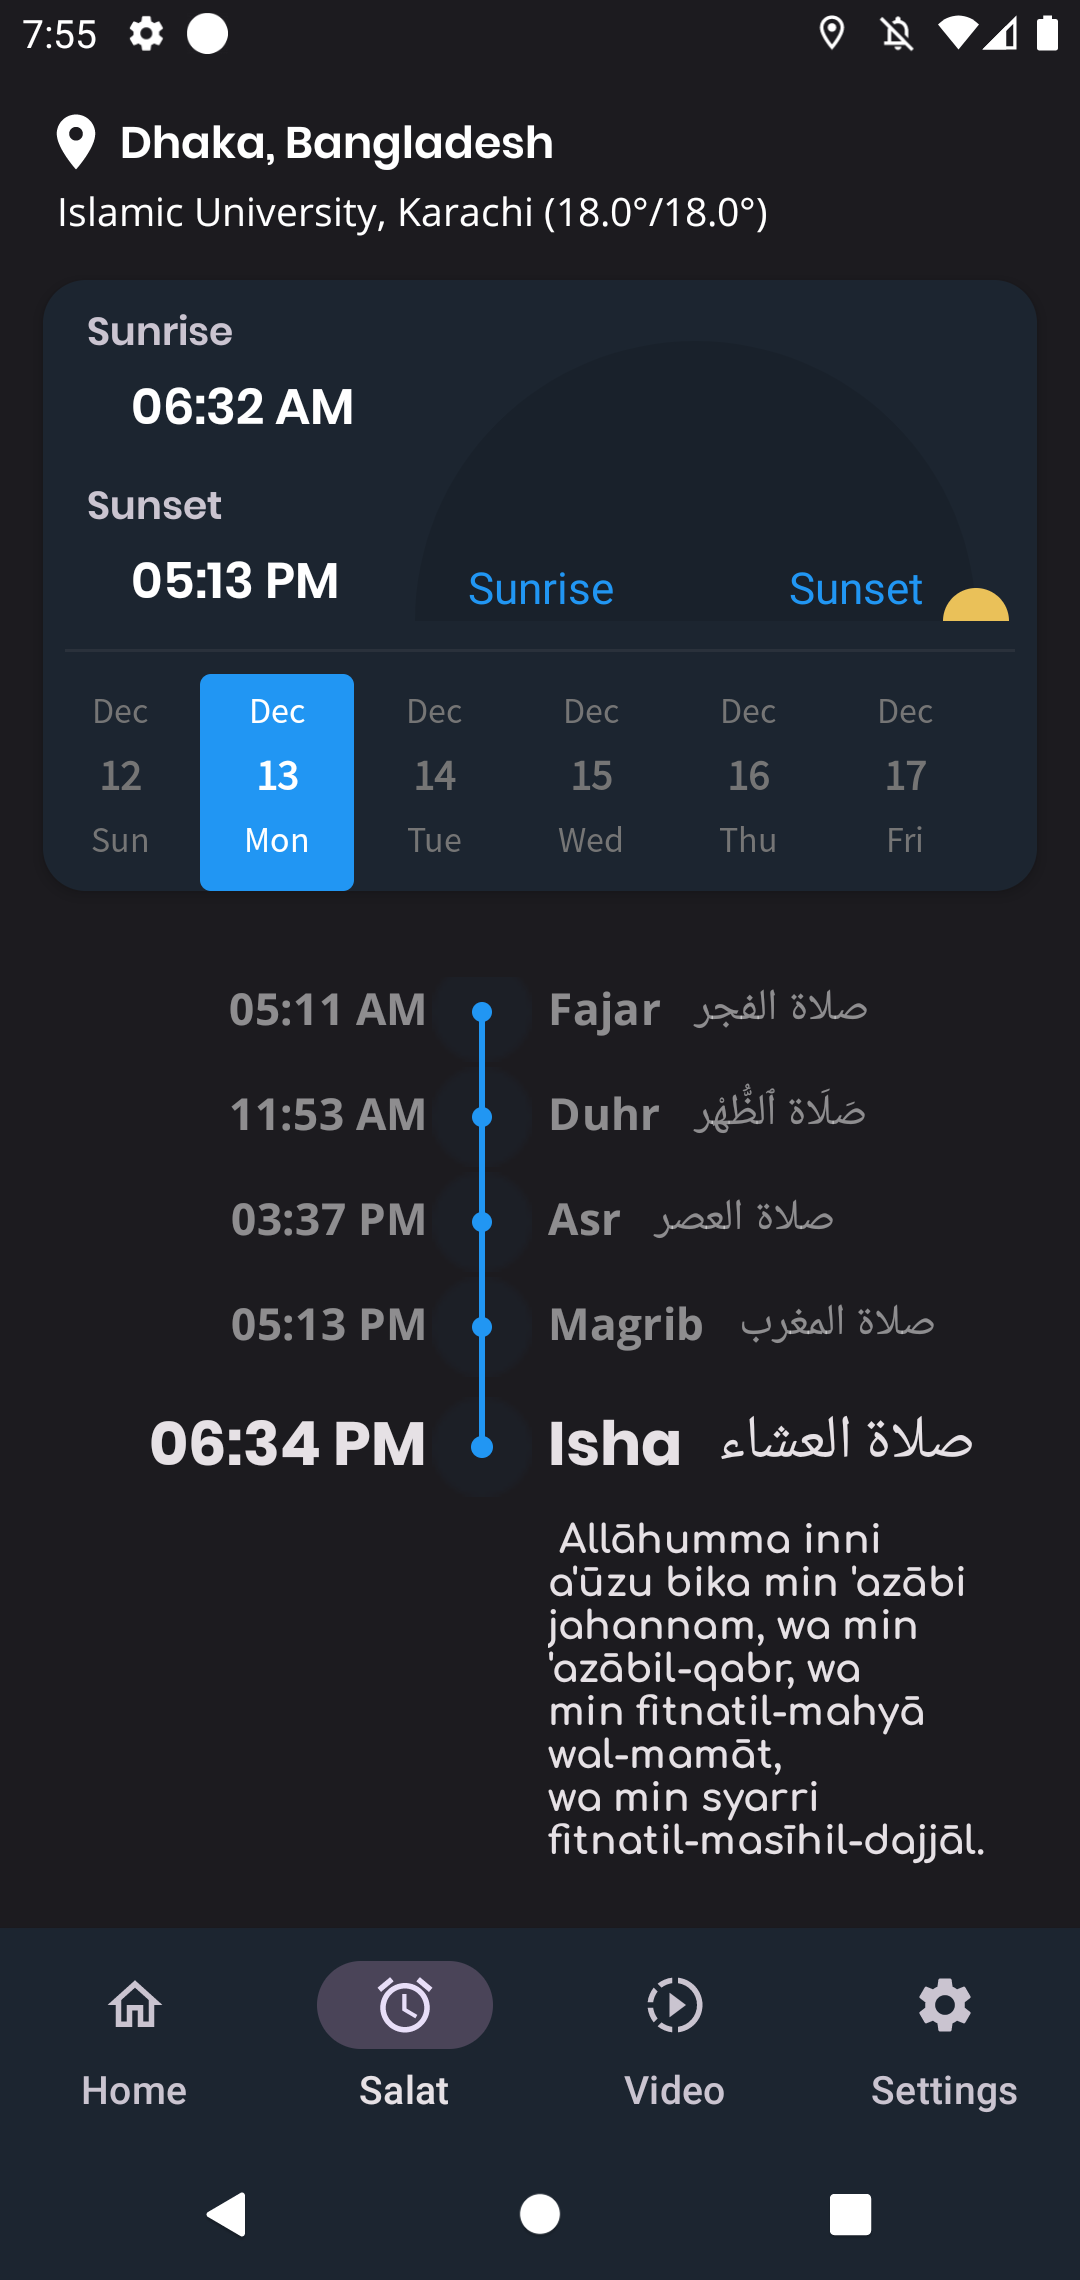 7:55
Dhaka, Bangladesh
Islamic University, Karachi (18.0°/18.0°)
Sunrise
06:32 AM
Sunset
05:13 PM
Sunrise Sunset
Dec Dec Dec Dec Dec Dec
12 13 14 15 16 17
Sun Mon Tue Wed Thu Fri
05:11 AM Fajar صلاة الفجر
11:53 AM Duhr صَلَاة ٱلظُّهْر
03:37 PM Asr صلاة العصر
05:13 PM Magrib صلاة المغرب
06:34 PM Isha صلاة العشاء
Allāhumma inni
a'ūzu bika min 'azābi
jahannam, wa min
'azābil-qabr, wa
min fitnatil-mahyā
wal-mamāt,
wa min syarri
fitnatil-masīhil-dajjāl.
Home Salat Video Settings